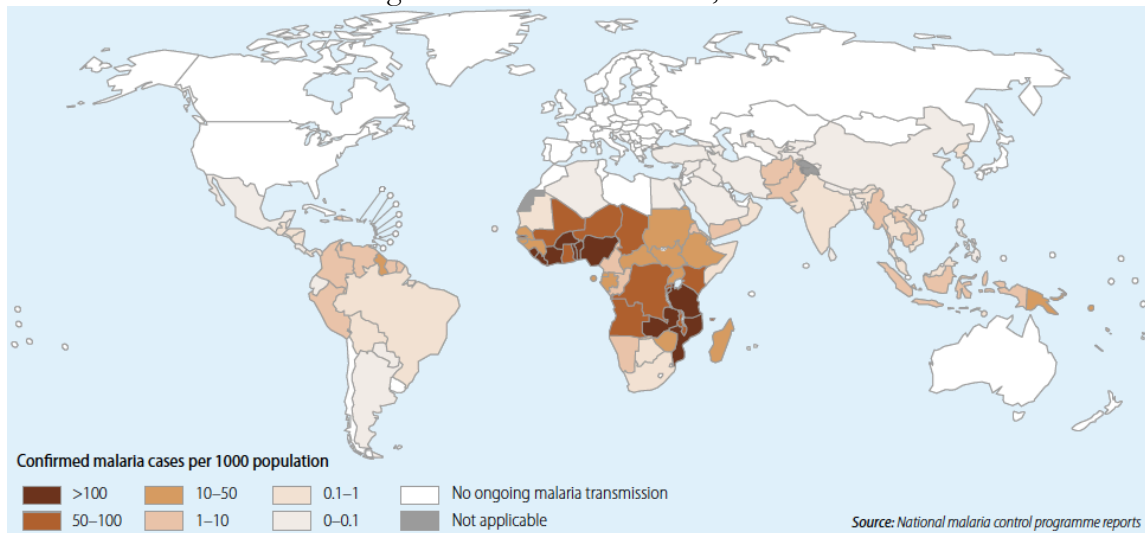 Confirmed malaria cases per 1000 population
>100 10–50 0.1–1 No ongoing malaria transmission
50–100 1–10 0–0.1 Not applicable
Source: National malaria control programme reports